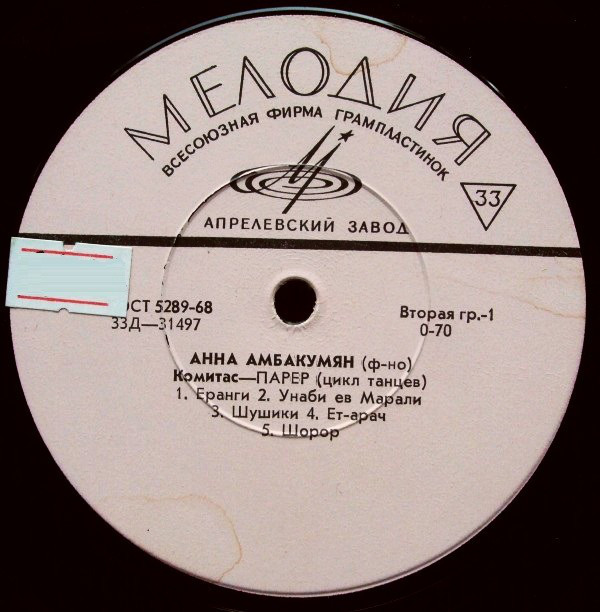 МЕЛОДИЯ
ВСЕСОЮЗНАЯ ФИРМА ГРАМПЛАСТИНОК
33
АПРЕЛЕВСКИЙ ЗАВОД
ОСТ 5289-68
33Д—31497
Вторая гр.-1
0-70
АННА АМБАКУМЯН (ф-но)
Комитас—ПАРЕР (цикл танцев)
1. Еранги 2. Унаби ев Марали
3. Шушики 4. Ет-арач
5. Шорор